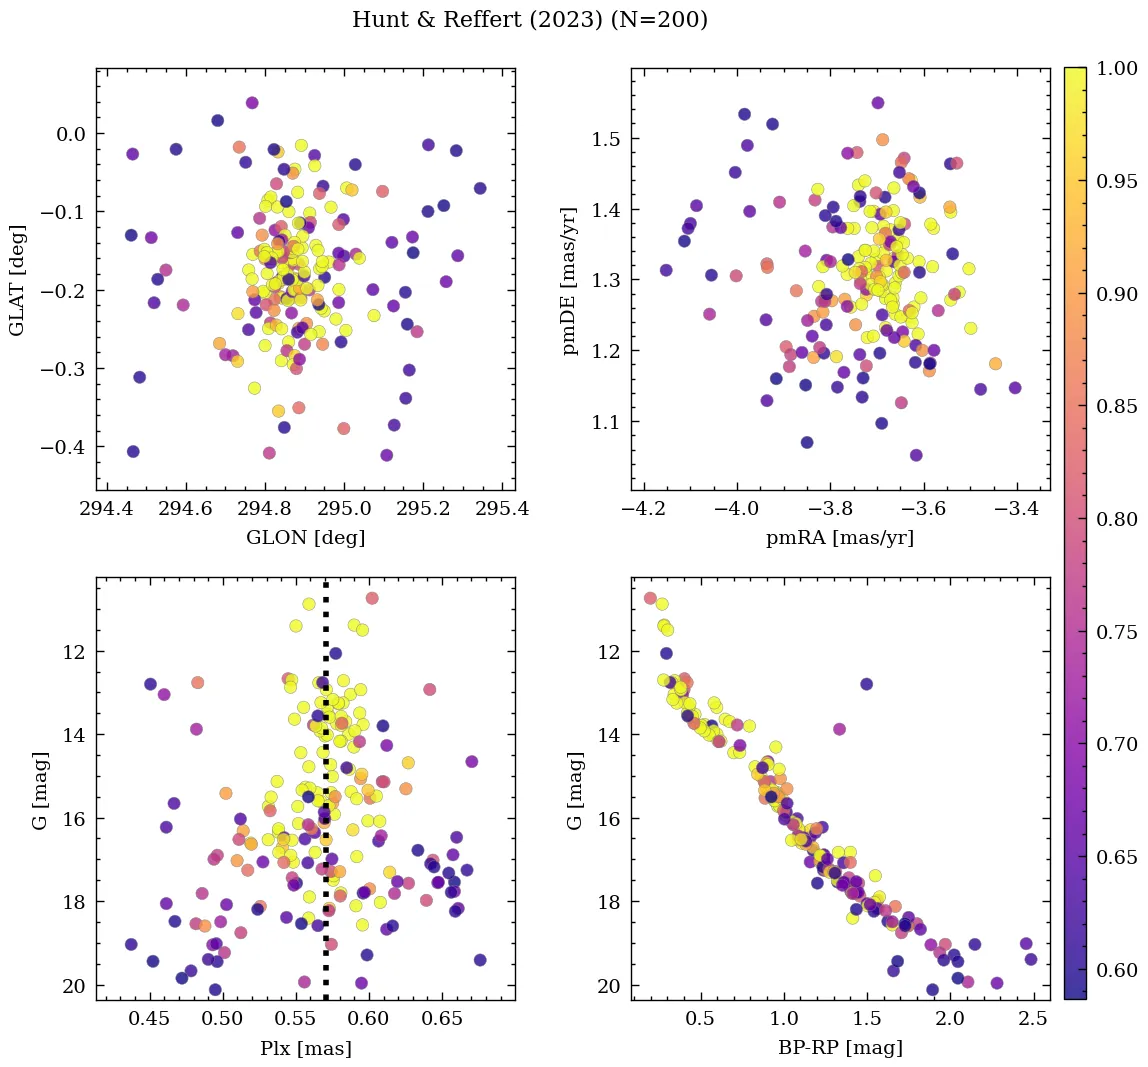 Hunt & Reffert (2023) (N=200)
0.0
−0.1
−0.2
−0.3
−0.4
GLAT [deg]
294.4 294.6 294.8 295.0 295.2 295.4
GLON [deg]
1.5
1.4
1.3
1.2
1.1
pmDE [mas/yr]
−4.2 −4.0 −3.8 −3.6 −3.4
pmRA [mas/yr]
12
14
16
18
20
G [mag]
0.45 0.50 0.55 0.60 0.65
Plx [mas]
12
14
16
18
20
G [mag]
0.5 1.0 1.5 2.0 2.5
BP-RP [mag]
1.00
0.95
0.90
0.85
0.80
0.75
0.70
0.65
0.60